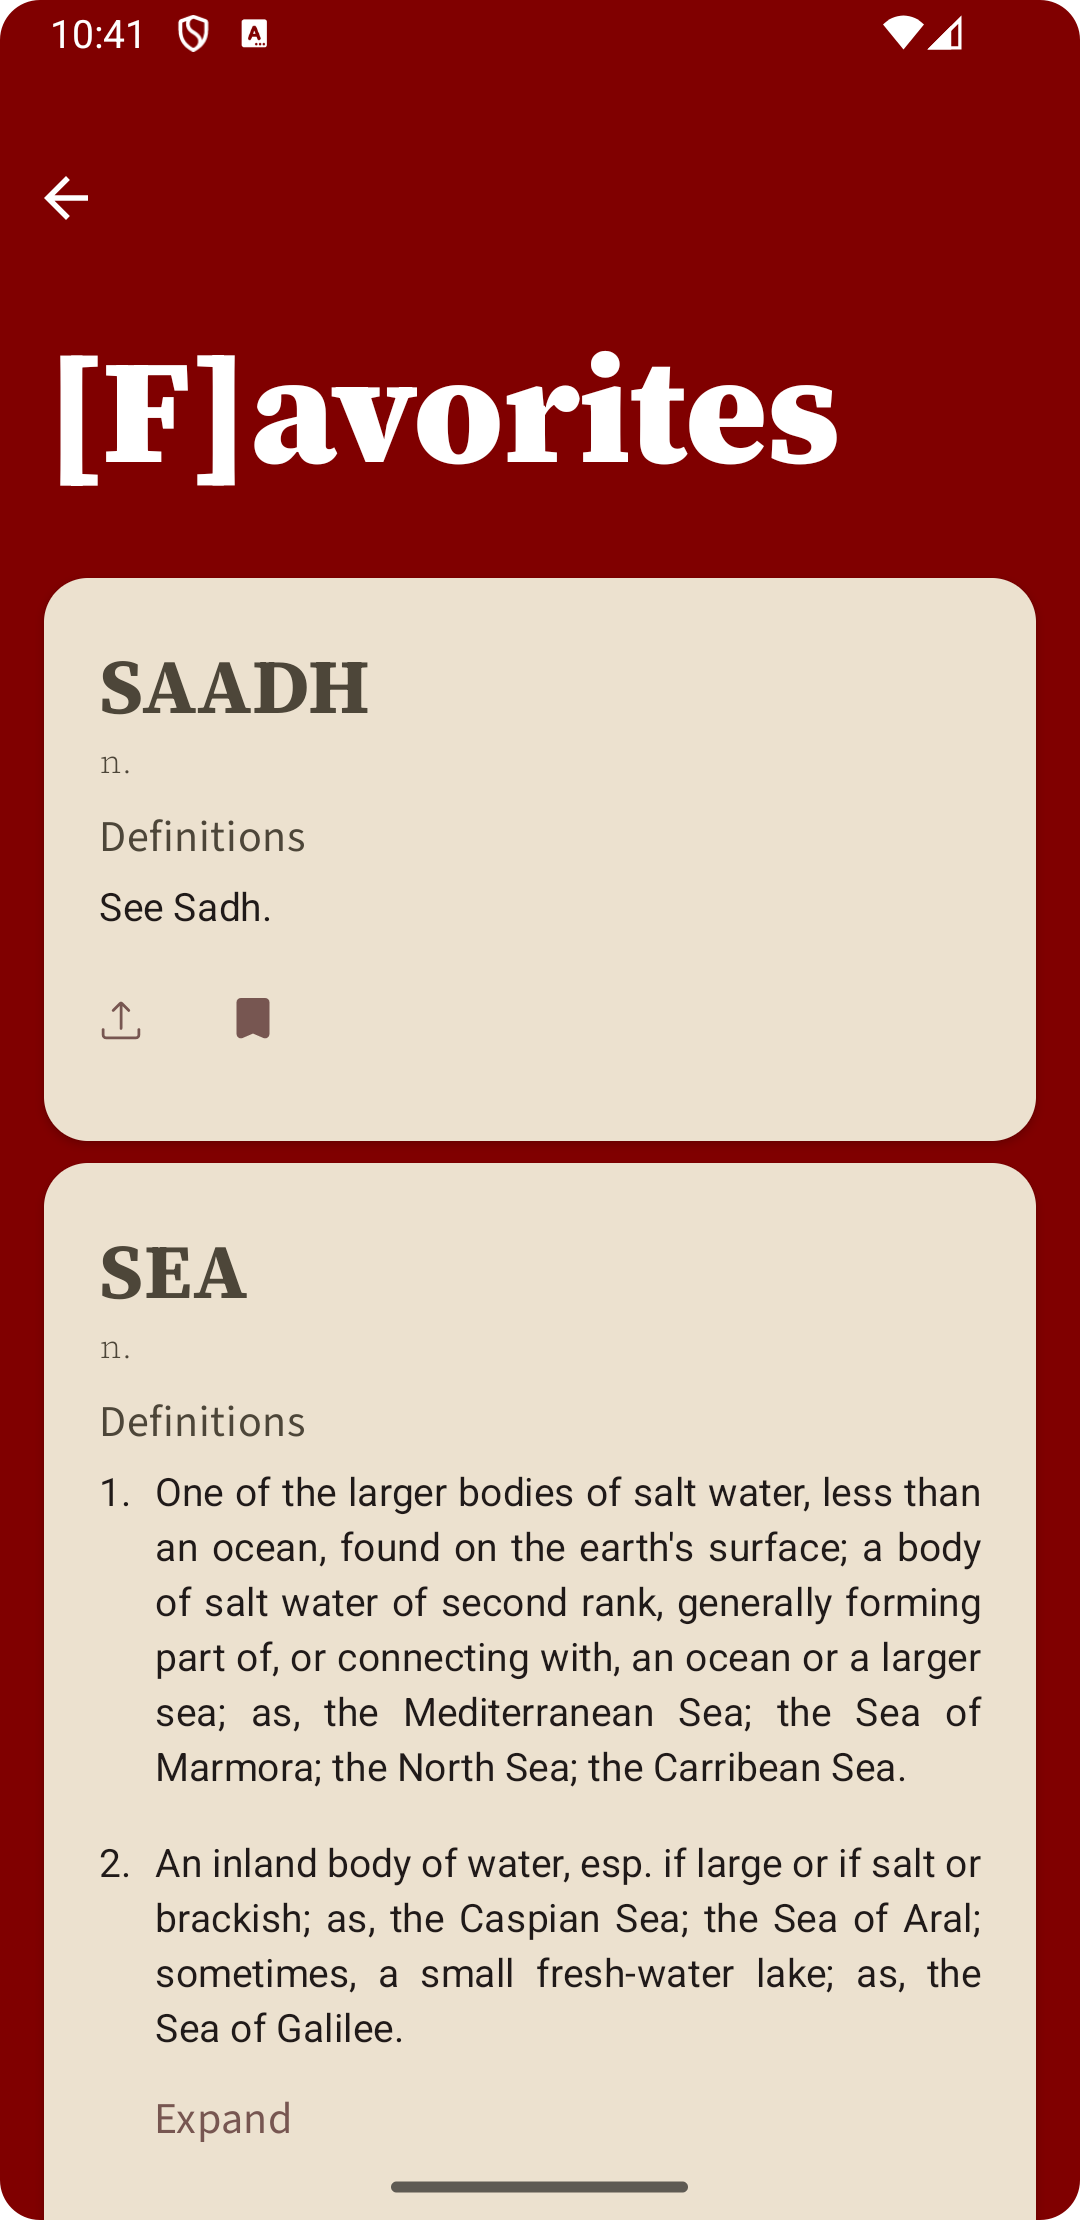 10:41
[F]avorites
SAADH
n.
Definitions
See Sadh.
SEA
n.
Definitions
1. One of the larger bodies of salt water, less than
an ocean, found on the earth's surface; a body
of salt water of second rank, generally forming
part of, or connecting with, an ocean or a larger
sea; as, the Mediterranean Sea; the Sea of
Marmora; the North Sea; the Carribean Sea.
2. An inland body of water, esp. if large or if salt or
brackish; as, the Caspian Sea; the Sea of Aral;
sometimes, a small fresh-water lake; as, the
Sea of Galilee.
Expand